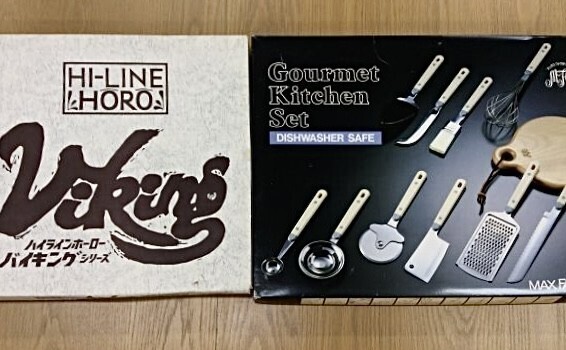 HI-LINE
HORO
Viking
ハイラインホーロー
バイキングシリーズ
Gourmet
Kitchen
Set
DISHWASHER SAFE
MAX